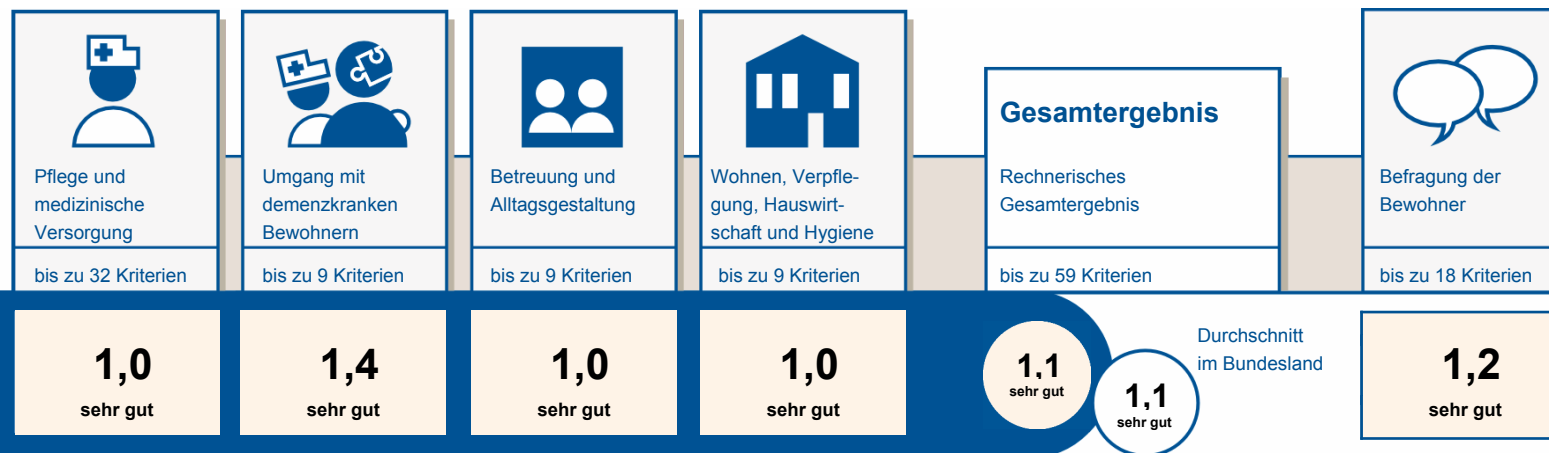 Pflege und
medizinische
Versorgung
bis zu 32 Kriterien
1,0
sehr gut
Umgang mit
demenzkranken
Bewohnern
bis zu 9 Kriterien
1,4
sehr gut
Betreuung und
Alltagsgestaltung
bis zu 9 Kriterien
1,0
sehr gut
Wohnen, Verpfle-
gung, Hauswirt-
schaft und Hygiene
bis zu 9 Kriterien
1,0
sehr gut
Gesamtergebnis
Rechnerisches
Gesamtergebnis
bis zu 59 Kriterien
1,1
sehr gut
Durchschnitt
im Bundesland
1,1
sehr gut
Befragung der
Bewohner
bis zu 18 Kriterien
1,2
sehr gut